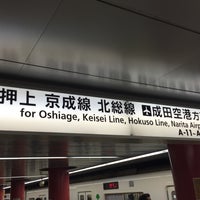 押上 京成線 北総線 ✈成田空港方
for Oshiage, Keisei Line, Hokuso Line, Narita Air
A-11-A